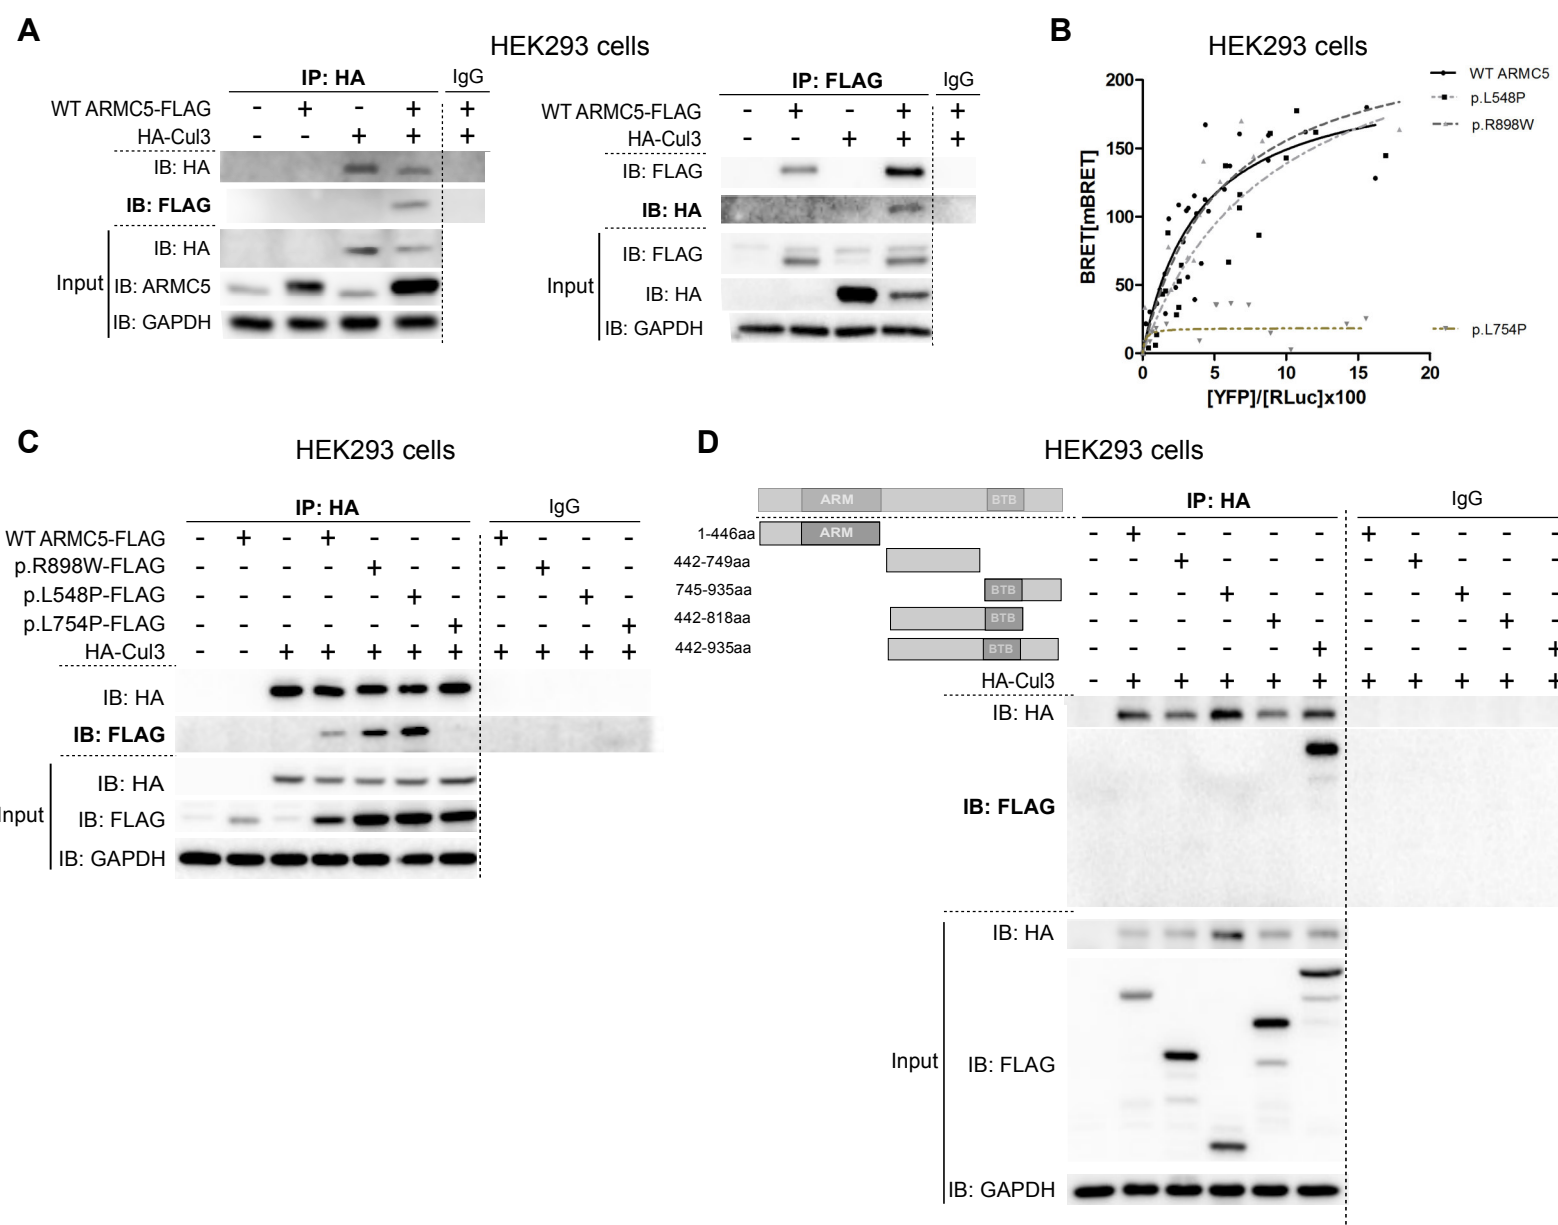 A
HEK293 cells
IP: HA
IgG
WT ARMC5-FLAG - + - + +
HA-Cul3 - - + + +
IB: HA
IB: FLAG
IB: HA
Input
IB: ARMC5
IB: GAPDH
IP: FLAG
IgG
WT ARMC5-FLAG - + - + +
HA-Cul3 - - + + +
IB: FLAG
IB: HA
IB: FLAG
Input
IB: HA
IB: GAPDH
B
HEK293 cells
BRET[mBRET]
200
150
100
50
0
0 5 10 15 20
[YFP]/[RLuc]x100
WT ARMC5
p.L548P
p.R898W
p.L754P
C
HEK293 cells
IP: HA
IgG
WT ARMC5-FLAG - + - + - - - + - - -
p.R898W-FLAG - - - - + - - - + - -
p.L548P-FLAG - - - - - + - - - + -
p.L754P-FLAG - - - - - - + - - - +
HA-Cul3 - - + + + + + + + + +
IB: HA
IB: FLAG
IB: HA
Input
IB: FLAG
IB: GAPDH
D
HEK293 cells
ARM BTB
IP: HA
IgG
1-446aa ARM - + - - - - + - - - -
442-749aa - - + - - - - + - - -
745-935aa BTB - - - + - - - - + - -
442-818aa BTB - - - - + - - - - + -
442-935aa BTB - - - - - + - - - - +
HA-Cul3 - + + + + + + + + + +
IB: HA
IB: FLAG
IB: HA
Input
IB: FLAG
IB: GAPDH